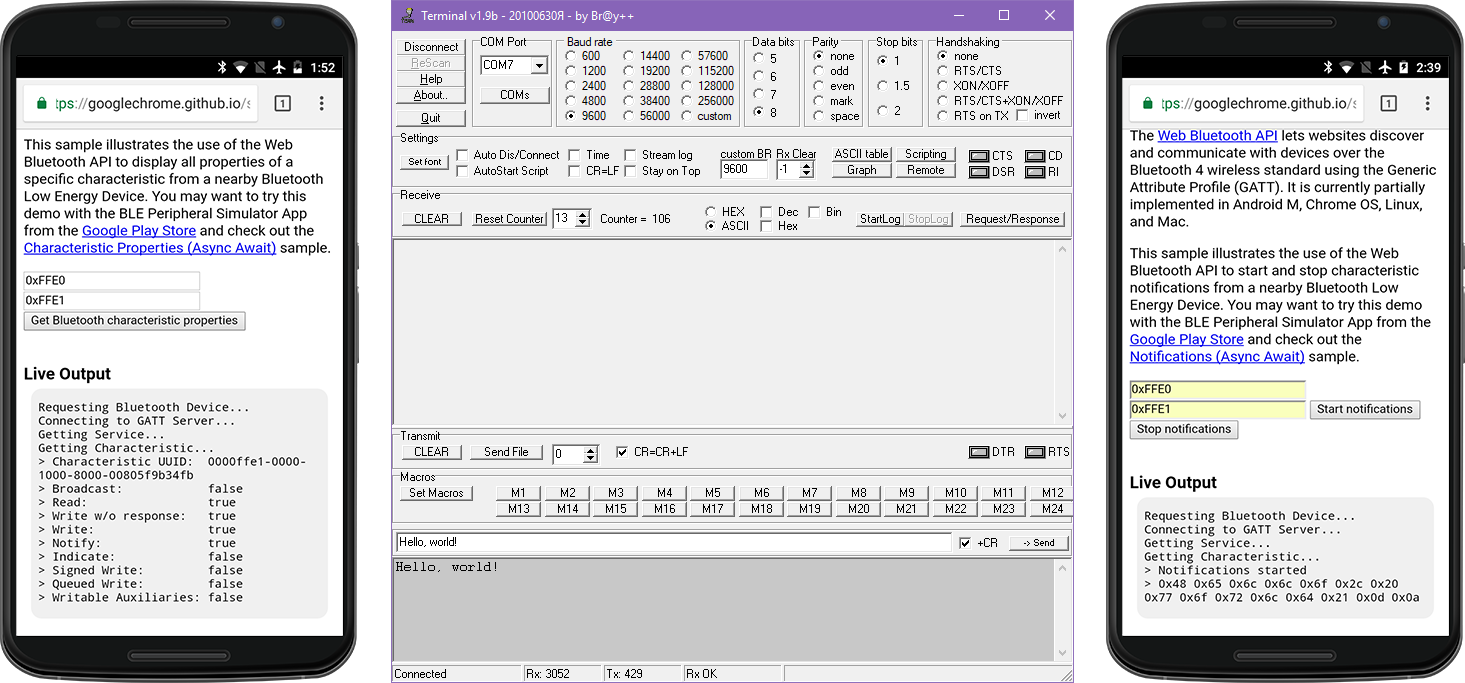 1:52
tps://googlechrome.github.io/s
1
This sample illustrates the use of the Web
Bluetooth API to display all properties of a
specific characteristic from a nearby Bluetooth
Low Energy Device. You may want to try this
demo with the BLE Peripheral Simulator App
from the Google Play Store and check out the
Characteristic Properties (Async Await) sample.
0xFFE0
0xFFE1
Get Bluetooth characteristic properties
Live Output
Requesting Bluetooth Device...
Connecting to GATT Server...
Getting Service...
Getting Characteristic...
> Characteristic UUID: 0000ffe1-0000-
1000-8000-00805f9b34fb
> Broadcast: false
> Read: true
> Write w/o response: true
> Write: true
> Notify: true
> Indicate: false
> Signed Write: false
> Queued Write: false
> Writable Auxiliaries: false
Terminal v1.9b - 20100630Я - by Br@y++
Disconnect
ReScan
Help
About..
Quit
COM Port
COM7
COMs
Baud rate
600 14400 57600
1200 19200 115200
2400 28800 128000
4800 38400 256000
9600 56000 custom
Data bits
5
6
7
8
Parity
none
odd
even
mark
space
Stop bits
1
1.5
2
Handshaking
none
RTS/CTS
XON/XOFF
RTS/CTS+XON/XOFF
RTS on TX invert
Settings
Set font
Auto Dis/Connect Time Stream log
AutoStart Script CR=LF Stay on Top
custom BR Rx Clear
9600 -1
ASCII table Scripting
Graph Remote
CTS CD
DSR RI
Receive
CLEAR Reset Counter 13 Counter = 106
HEX Dec Bin
ASCII Hex
StartLog StopLog Request/Response
Transmit
CLEAR Send File 0 CR=CR+LF DTR RTS
Macros
Set Macros
M1 M2 M3 M4 M5 M6 M7 M8 M9 M10 M11 M12
M13 M14 M15 M16 M17 M18 M19 M20 M21 M22 M23 M24
Hello, world! +CR -> Send
Hello, world!
Connected Rx: 3052 Tx: 429 Rx OK
2:39
tps://googlechrome.github.io/s
1
The Web Bluetooth API lets websites discover
and communicate with devices over the
Bluetooth 4 wireless standard using the Generic
Attribute Profile (GATT). It is currently partially
implemented in Android M, Chrome OS, Linux,
and Mac.
This sample illustrates the use of the Web
Bluetooth API to start and stop characteristic
notifications from a nearby Bluetooth Low
Energy Device. You may want to try this demo
with the BLE Peripheral Simulator App from the
Google Play Store and check out the
Notifications (Async Await) sample.
0xFFE0
0xFFE1 Start notifications
Stop notifications
Live Output
Requesting Bluetooth Device...
Connecting to GATT Server...
Getting Service...
Getting Characteristic...
> Notifications started
> 0x48 0x65 0x6c 0x6c 0x6f 0x2c 0x20
0x77 0x6f 0x72 0x6c 0x64 0x21 0x0d 0x0a